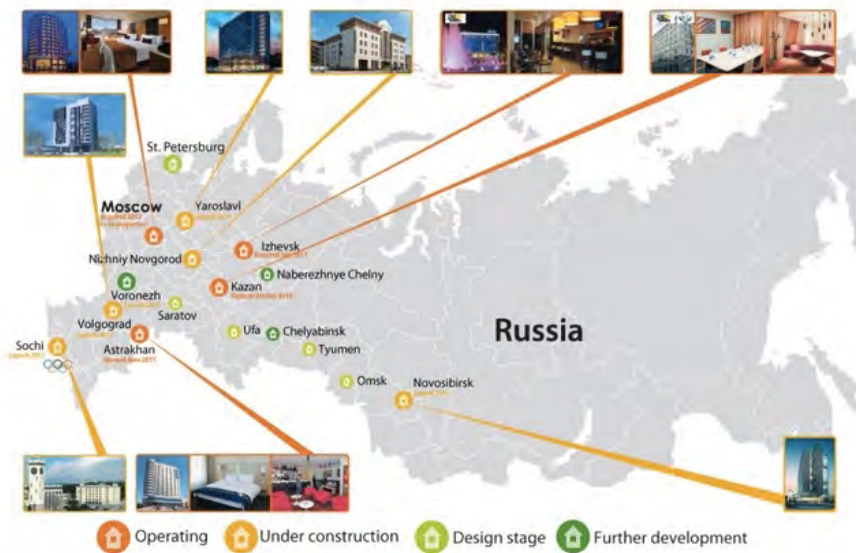 St. Petersburg
Moscow
Yaroslavl
Izhevsk
Nizhniy Novgorod
Naberezhnye Chelny
Kazan
Voronezh
Saratov
Volgograd
Ufa
Chelyabinsk
Sochi
Astrakhan
Tyumen
Russia
Omsk
Novosibirsk
Operating
Under construction
Design stage
Further development